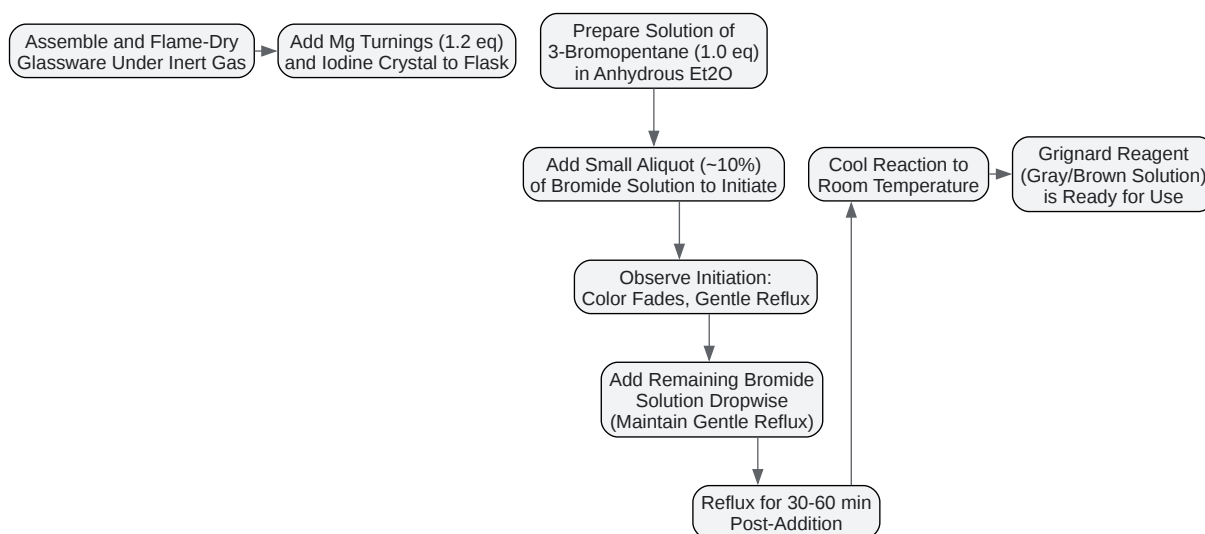 Assemble and Flame-Dry
Glassware Under Inert Gas
Add Mg Turnings (1.2 eq)
and Iodine Crystal to Flask
Prepare Solution of
3-Bromopentane (1.0 eq)
in Anhydrous Et2O
Add Small Aliquot (~10%)
of Bromide Solution to Initiate
Observe Initiation:
Color Fades, Gentle Reflux
Add Remaining Bromide
Solution Dropwise
(Maintain Gentle Reflux)
Reflux for 30-60 min
Post-Addition
Cool Reaction to
Room Temperature
Grignard Reagent
(Gray/Brown Solution)
is Ready for Use